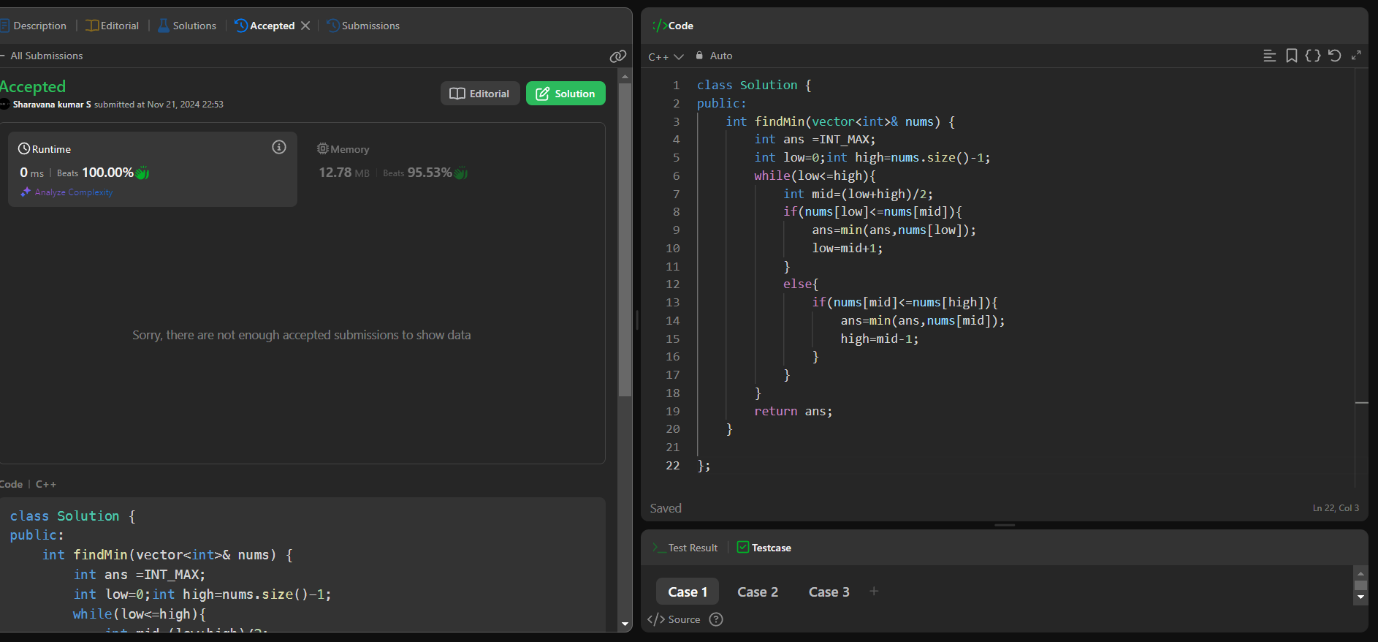 Description | Editorial | Solutions | Accepted | Submissions
All Submissions
Accepted
Sharavana kumar S submitted at Nov 21, 2024 22:53
Editorial
Solution
Runtime
0 ms | Beats 100.00%
Analyze Complexity
Memory
12.78 MB | Beats 95.53%
Sorry, there are not enough accepted submissions to show data
Code | C++
class Solution {
public:
    int findMin(vector<int>& nums) {
        int ans =INT_MAX;
        int low=0;int high=nums.size()-1;
        while(low<=high){
            int mid=(low+high)/2;
Code
C++ Auto
1 class Solution {
2 public:
3     int findMin(vector<int>& nums) {
4         int ans =INT_MAX;
5         int low=0;int high=nums.size()-1;
6         while(low<=high){
7             int mid=(low+high)/2;
8             if(nums[low]<=nums[mid]){
9                 ans=min(ans,nums[low]);
10                 low=mid+1;
11             }
12             else{
13                 if(nums[mid]<=nums[high]){
14                     ans=min(ans,nums[mid]);
15                     high=mid-1;
16                 }
17             }
18         }
19         return ans;
20     }
21
22 };
Saved
Ln 22, Col 3
Test Result | Testcase
Case 1 Case 2 Case 3 +
</> Source ?